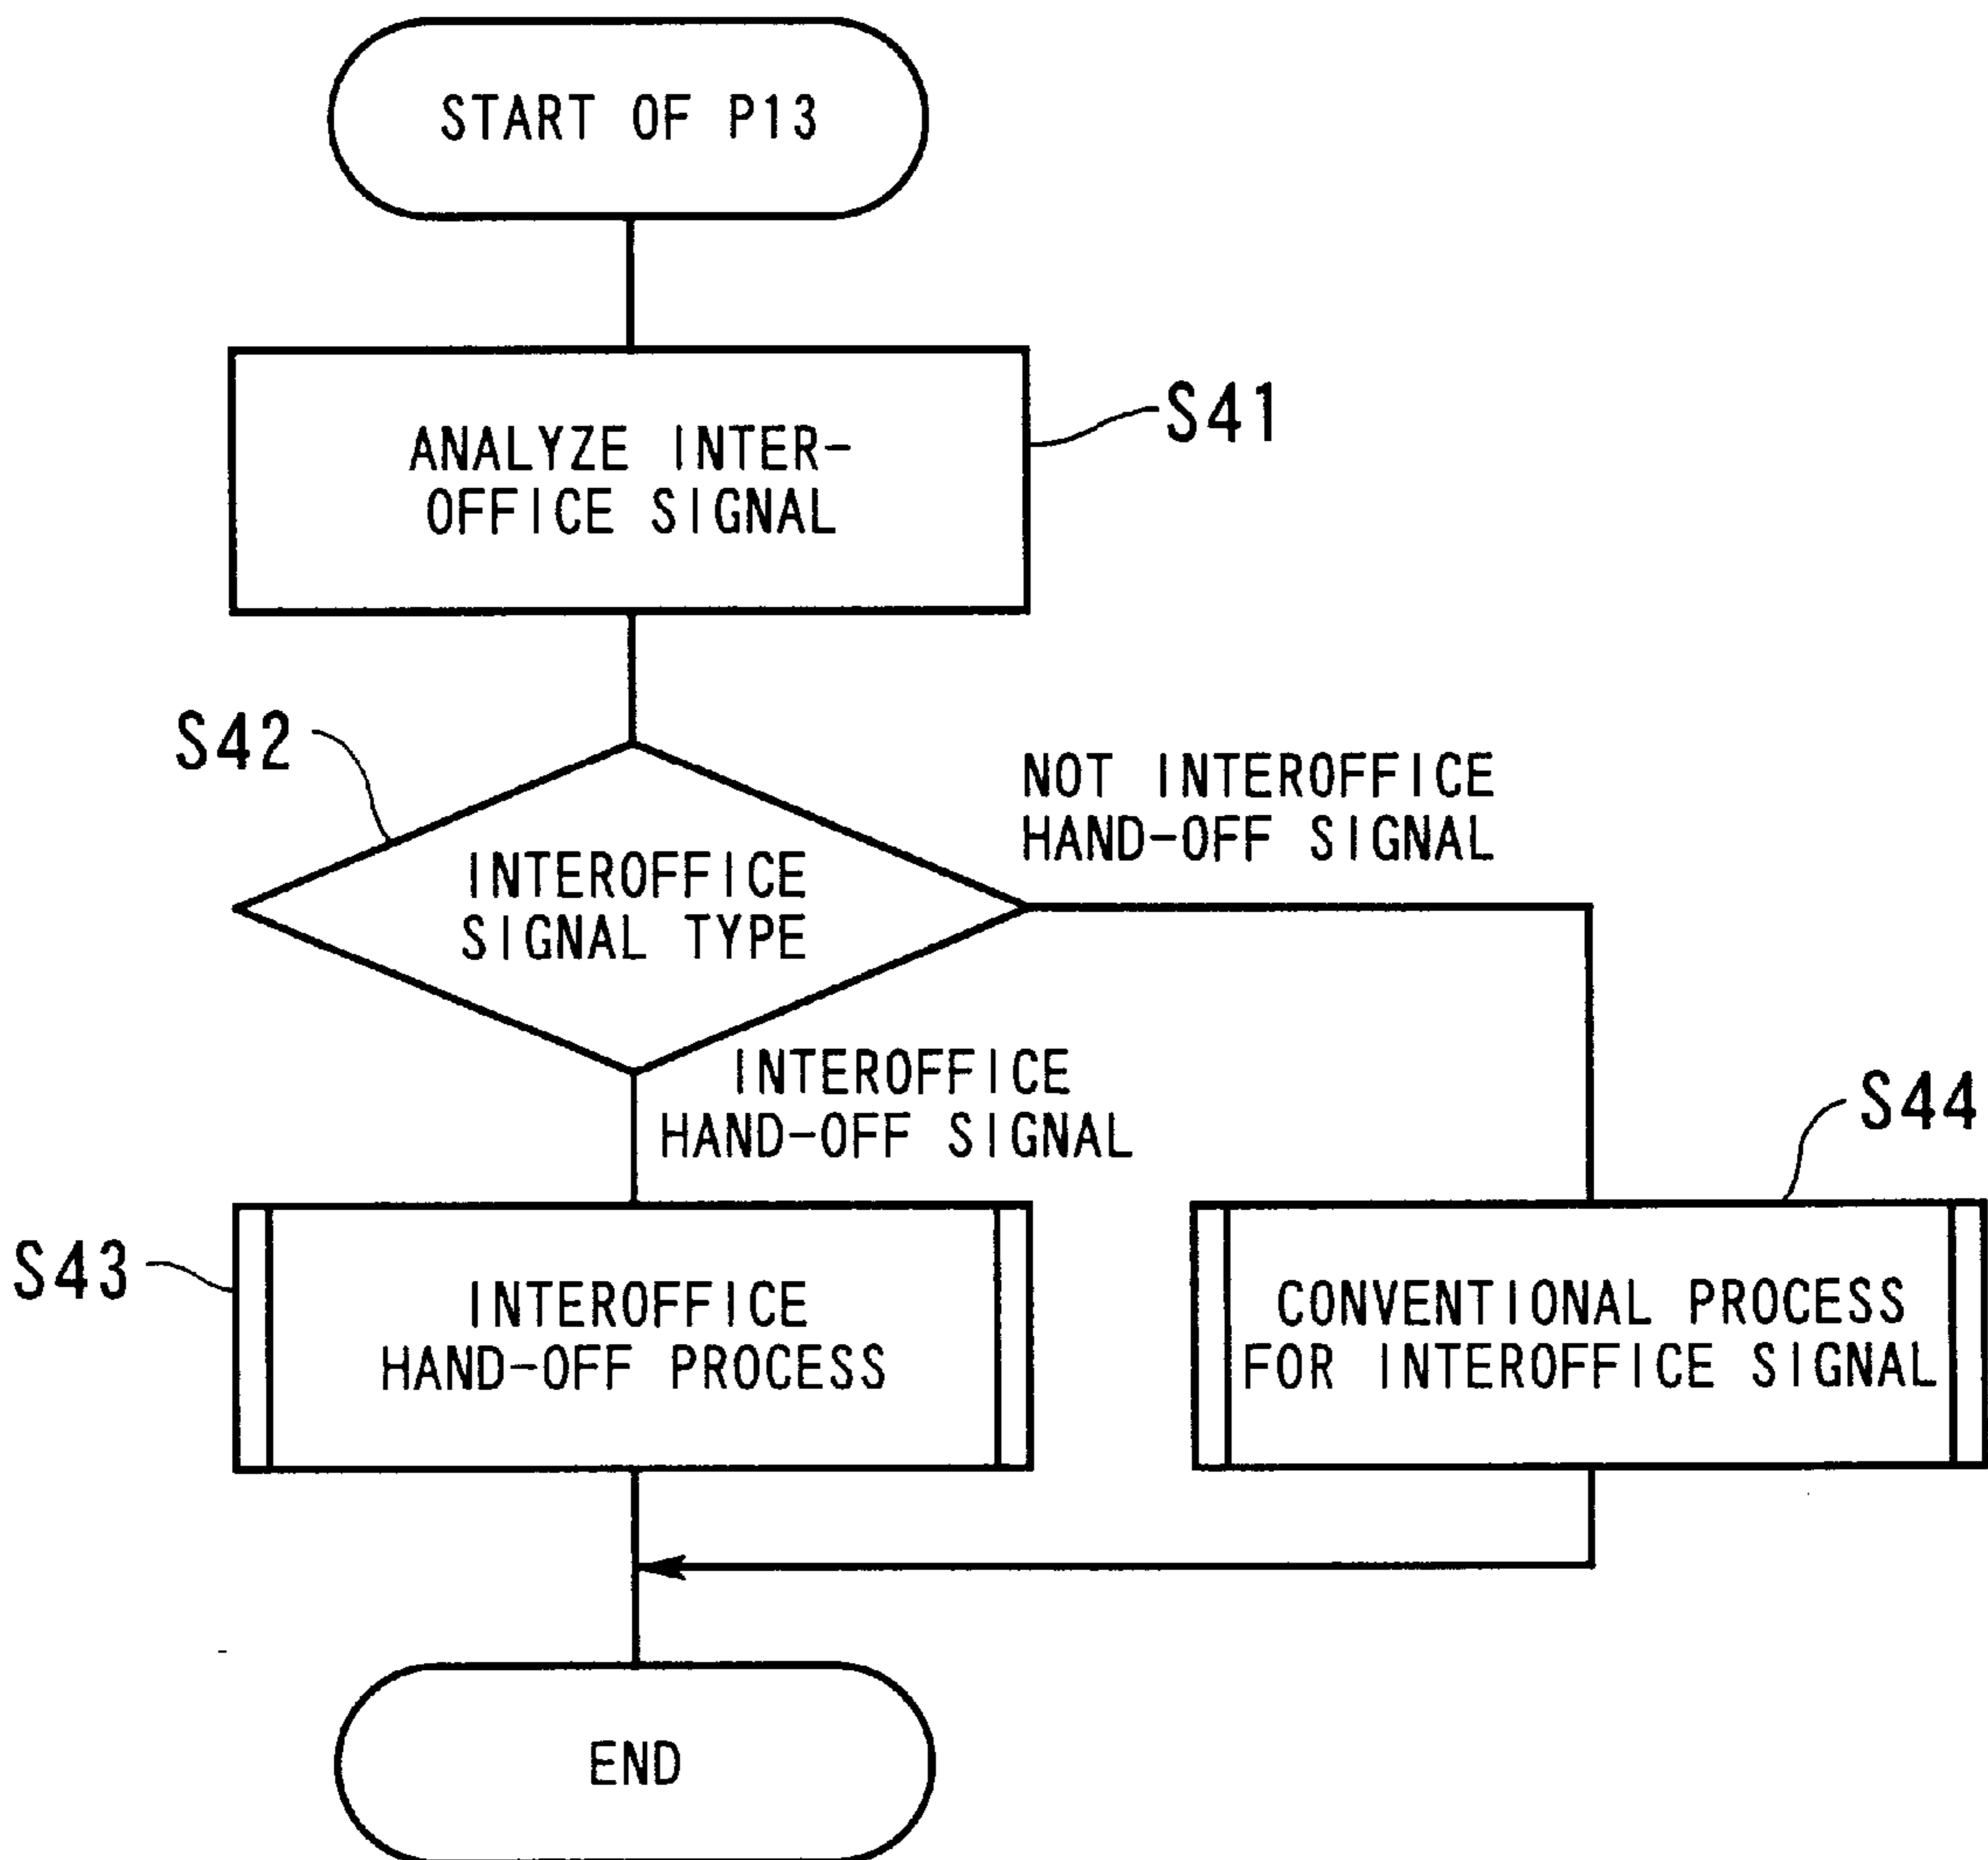 START OF P13
ANALYZE INTER-
OFFICE SIGNAL
S41
S42
INTEROFFICE
SIGNAL TYPE
NOT INTEROFFICE
HAND-OFF SIGNAL
INTEROFFICE
HAND-OFF SIGNAL
S43
INTEROFFICE
HAND-OFF PROCESS
S44
CONVENTIONAL PROCESS
FOR INTEROFFICE SIGNAL
END